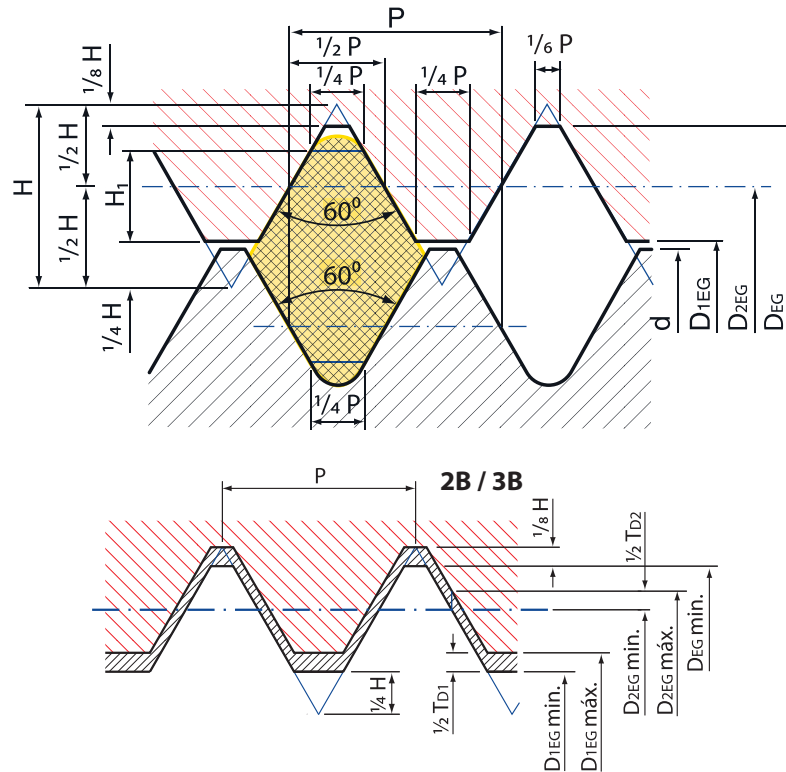 P
1/8 H
1/2 P
1/6 P
1/4 P
1/4 P
1/2 H
H
H1
60⁰
1/2 H
60⁰
1/4 H
1/4 P
d
D1EG
D2EG
DEG
2B / 3B
P
1/8 H
1/2 TD2
1/4 H
1/2 TD1
D1EG min.
D1EG máx.
D2EG min.
D2EG máx.
DEG min.